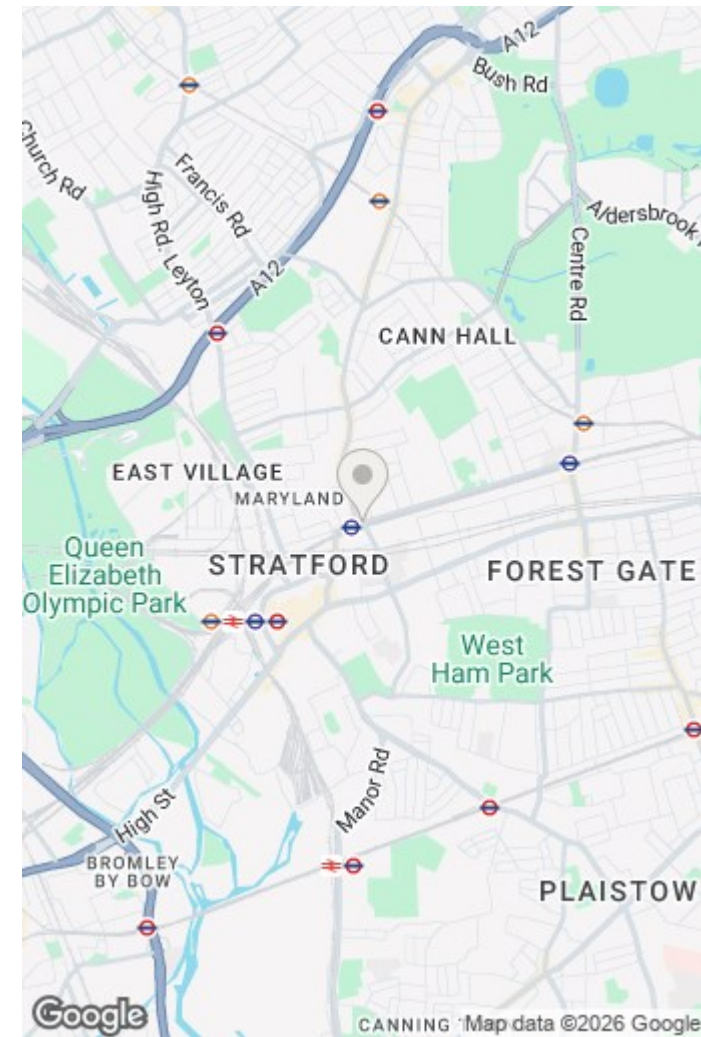 A12
Bush Rd
Church Rd
Francis Rd
High Rd. Leyton
A12
Aldersbrook
Centre Rd
CANN HALL
EAST VILLAGE
MARYLAND
Queen
Elizabeth
Olympic Park
STRATFORD
FOREST GATE
West
Ham Park
Manor Rd
High St
BROMLEY
BY BOW
PLAISTOW
Google
CANNING
Map data ©2026 Google